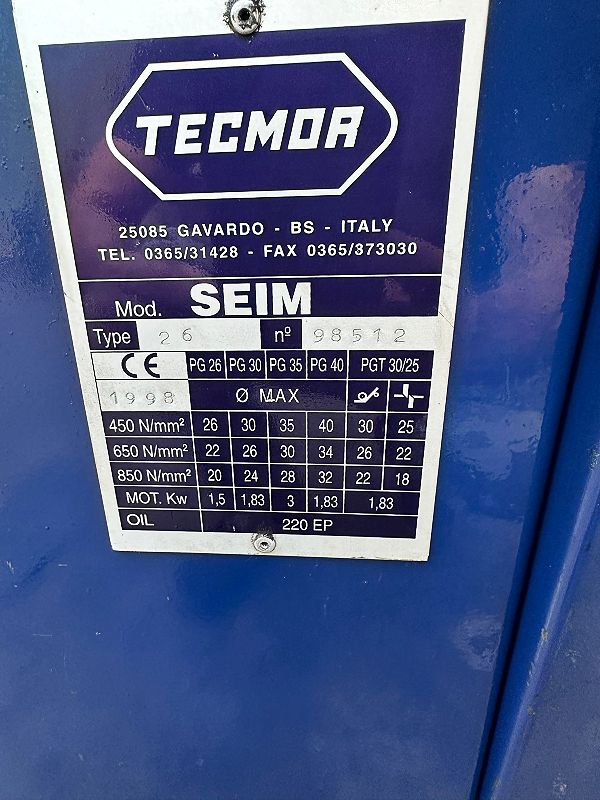 TECMOR
25085 GAVARDO - BS - ITALY
TEL. 0365/31428 - FAX 0365/373030
Mod. SEIM
Type 26 nº 98512
CE PG 26 PG 30 PG 35 PG 40 PGT 30/25
1998 Ø MAX
450 N/mm² 26 30 35 40 30 25
650 N/mm² 22 26 30 34 26 22
850 N/mm² 20 24 28 32 22 18
MOT. Kw 1,5 1,83 3 1,83 1,83
OIL 220 EP